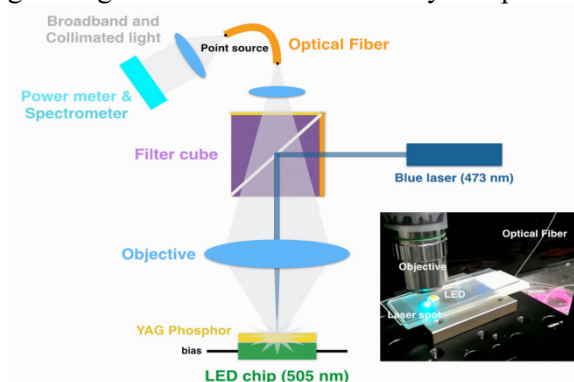 Broadband and
Collimated light
Point source
Optical Fiber
Power meter &
Spectrometer
Filter cube
Blue laser (473 nm)
Objective
Optical Fiber
Objective
LED
Laser spot
YAG Phosphor
bias
LED chip (505 nm)